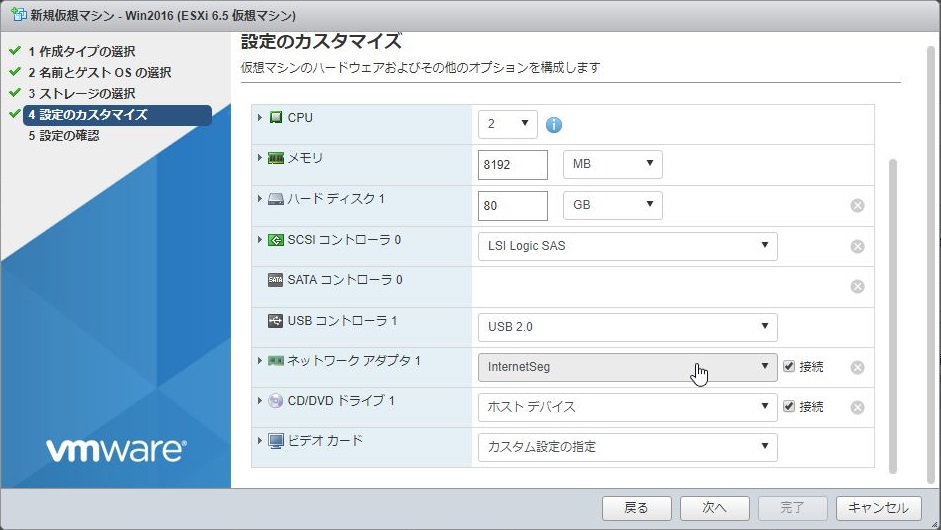 新規仮想マシン - Win2016 (ESXi 6.5 仮想マシン)
1 作成タイプの選択
2 名前とゲスト OS の選択
3 ストレージの選択
4 設定のカスタマイズ
5 設定の確認
vmware®
設定のカスタマイズ
仮想マシンのハードウェアおよびその他のオプションを構成します
CPU 2
メモリ 8192 MB
ハード ディスク 1 80 GB
SCSI コントローラ 0 LSI Logic SAS
SATA SATA コントローラ 0
USB コントローラ 1 USB 2.0
ネットワーク アダプタ 1 InternetSeg 接続
CD/DVD ドライブ 1 ホスト デバイス 接続
ビデオ カード カスタム設定の指定
戻る 次へ 完了 キャンセル